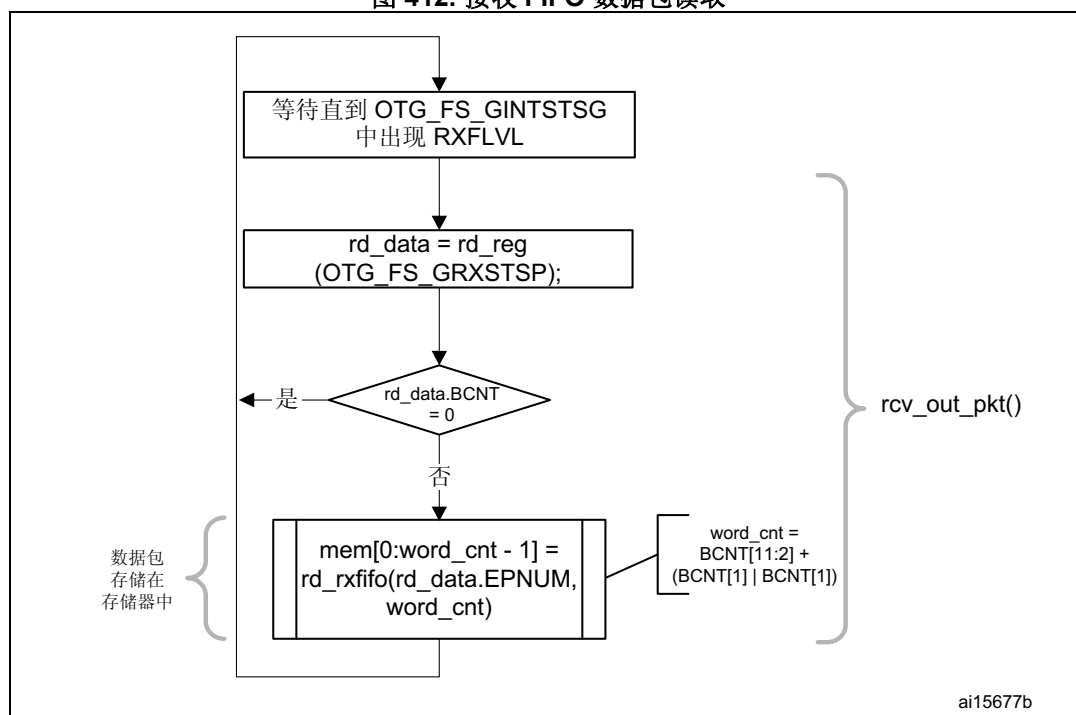 图 412. 接收 FIFO 数据包读取
等待直到 OTG_FS_GINTSTSG
中出现 RXFLVL
rd_data = rd_reg
(OTG_FS_GRXSTSP);
rd_data.BCNT
= 0
是
否
rcv_out_pkt()
数据包
存储在
存储器中
mem[0:word_cnt - 1] =
rd_rxfifo(rd_data.EPNUM,
word_cnt)
word_cnt =
BCNT[11:2] +
(BCNT[1] | BCNT[1])
ai15677b